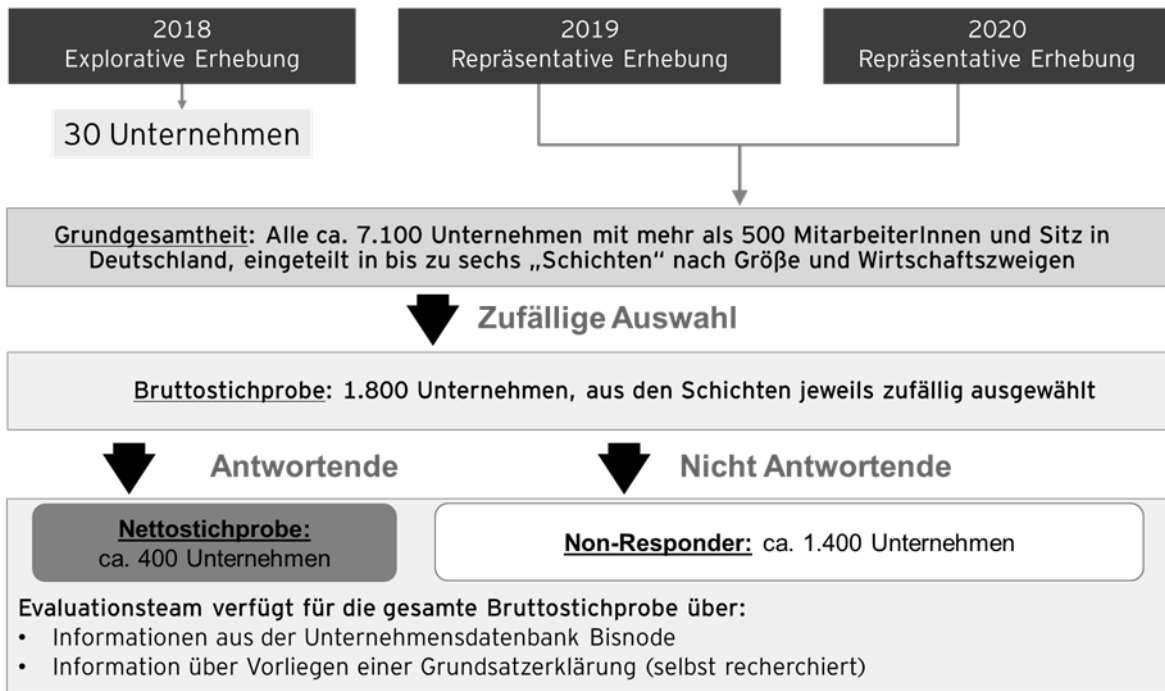 2018
Explorative Erhebung
2019
Repräsentative Erhebung
2020
Repräsentative Erhebung
30 Unternehmen
Grundgesamtheit: Alle ca. 7.100 Unternehmen mit mehr als 500 MitarbeiterInnen und Sitz in
Deutschland, eingeteilt in bis zu sechs „Schichten“ nach Größe und Wirtschaftszweigen
Zufällige Auswahl
Bruttostichprobe: 1.800 Unternehmen, aus den Schichten jeweils zufällig ausgewählt
Antwortende
Nicht Antwortende
Nettostichprobe:
ca. 400 Unternehmen
Non-Responder: ca. 1.400 Unternehmen
Evaluationsteam verfügt für die gesamte Bruttostichprobe über:
• Informationen aus der Unternehmensdatenbank Bisnode
• Information über Vorliegen einer Grundsatzerklärung (selbst recherchiert)